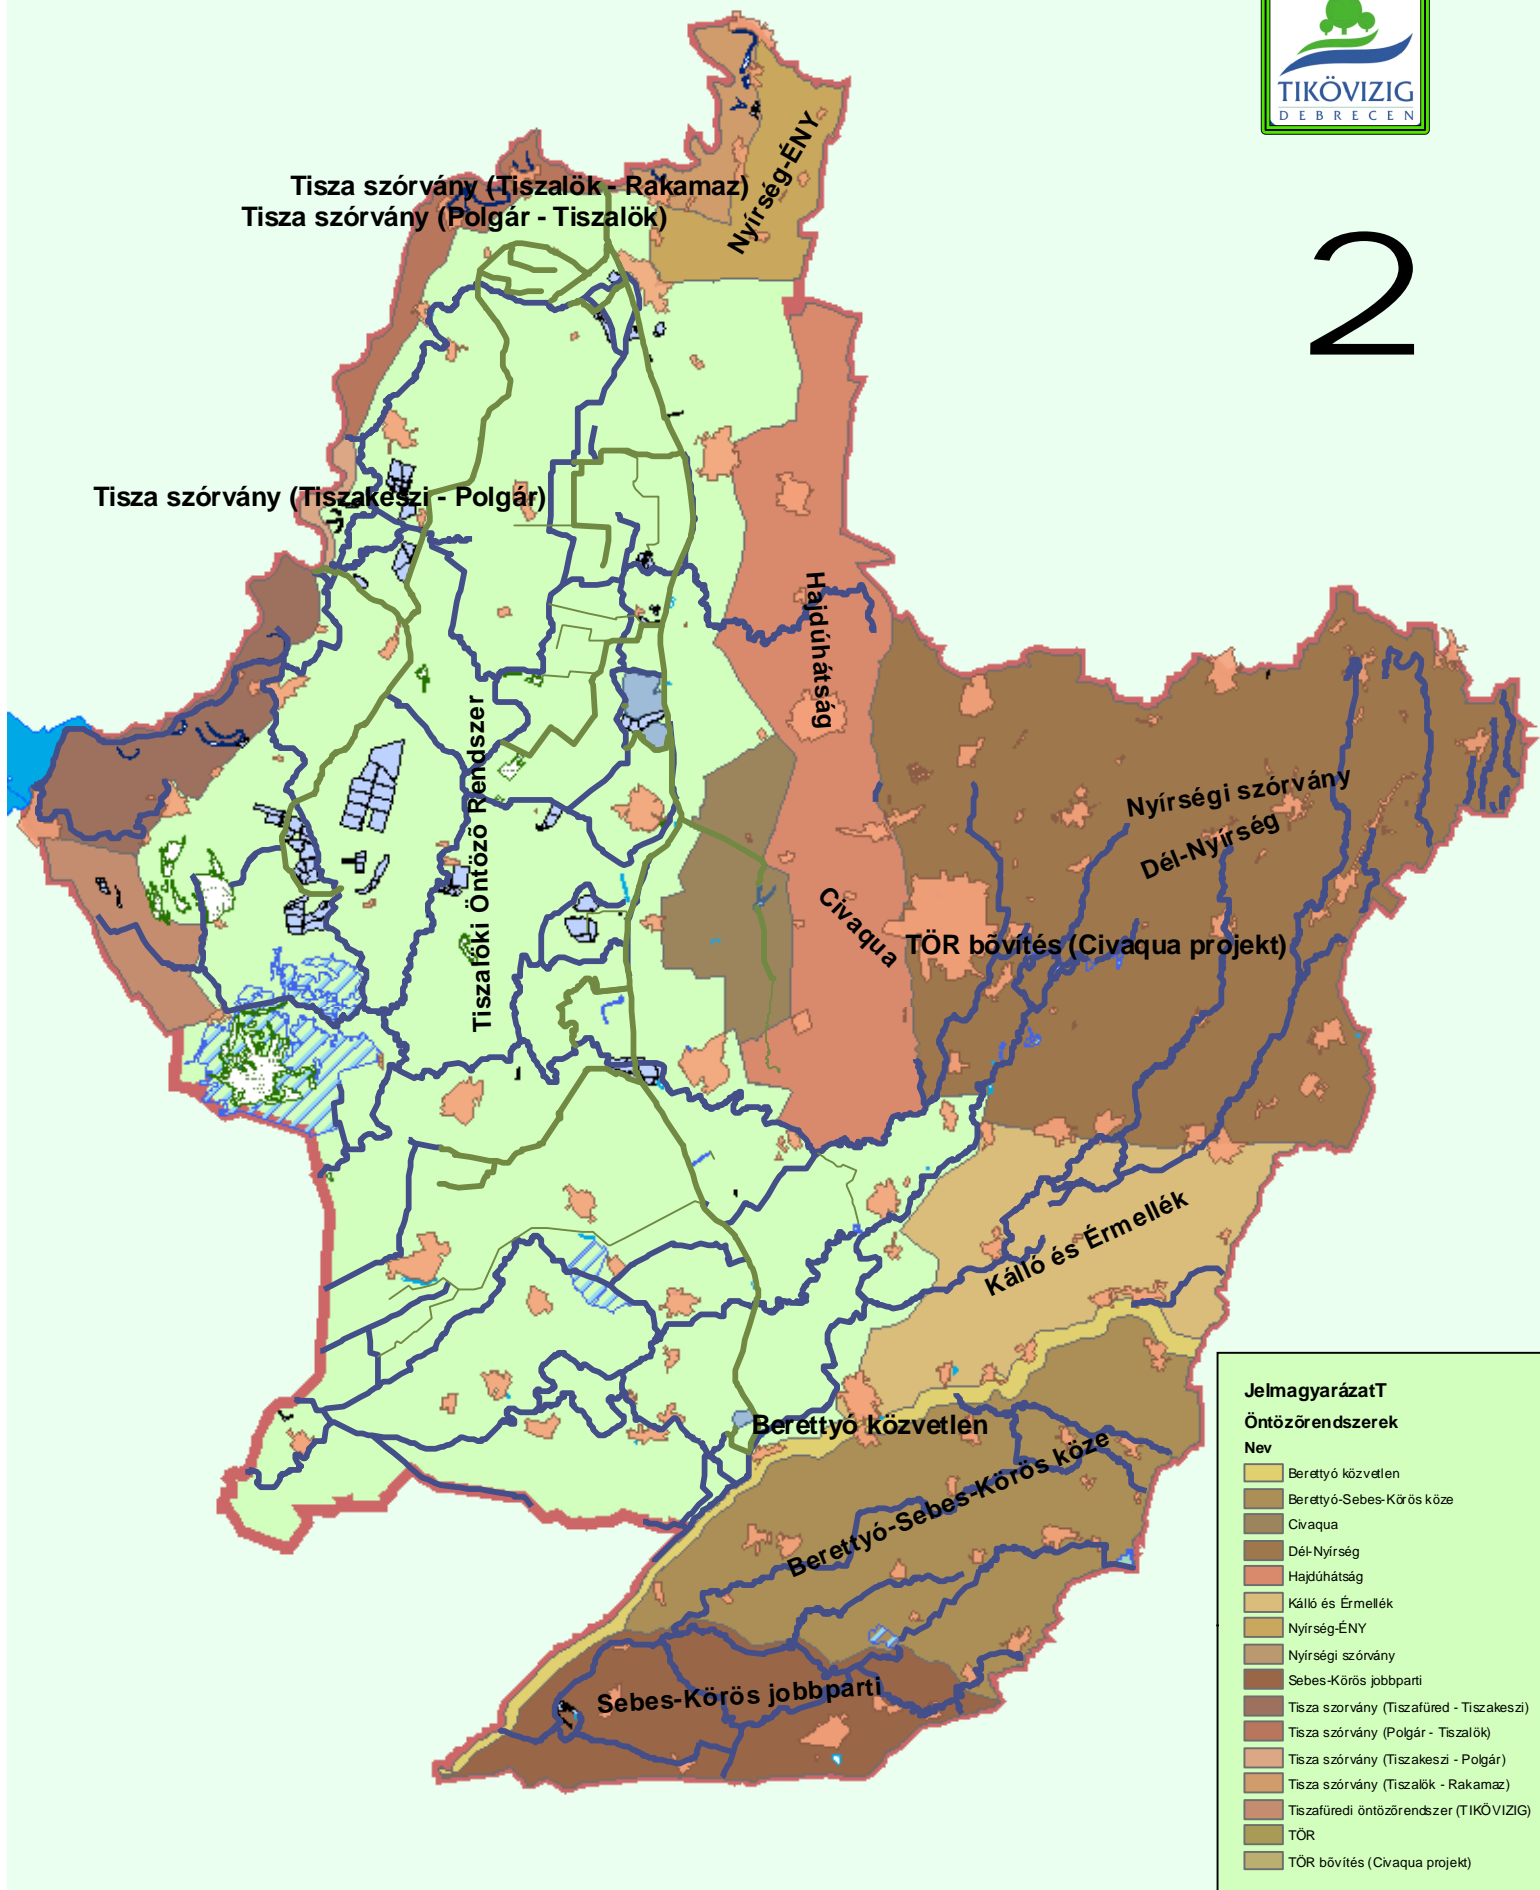 TIKÖVIZIG
DEBRECEN
2
Nyírség-ÉNY
Tisza szórvány (Tiszalök - Rakamaz)
Tisza szórvány (Polgár - Tiszalök)
Tisza szórvány (Tiszakeszi - Polgár)
Hajdúhátság
Tiszalöki Öntözõ Rendszer
Nyírségi szórvány
Dél-Nyírség
Civaqua
TÖR bõvítés (Civaqua projekt)
Kálló és Érmellék
Berettyó közvetlen
Berettyó-Sebes-Körös köze
Sebes-Körös jobbparti
JelmagyarázatT
Öntözőrendszerek
Nev
Berettyó közvetlen
Berettyó-Sebes-Körös köze
Civaqua
Dél-Nyírség
Hajdúhátság
Kálló és Érmellék
Nyírség-ÉNY
Nyírségi szórvány
Sebes-Körös jobbparti
Tisza szorvány (Tiszafüred - Tiszakeszi)
Tisza szórvány (Polgár - Tiszalök)
Tisza szórvány (Tiszakeszi - Polgár)
Tisza szórvány (Tiszalök - Rakamaz)
Tiszafüredi öntözőrendszer (TIKÖVIZIG)
TÖR
TÖR bõvítés (Civaqua projekt)